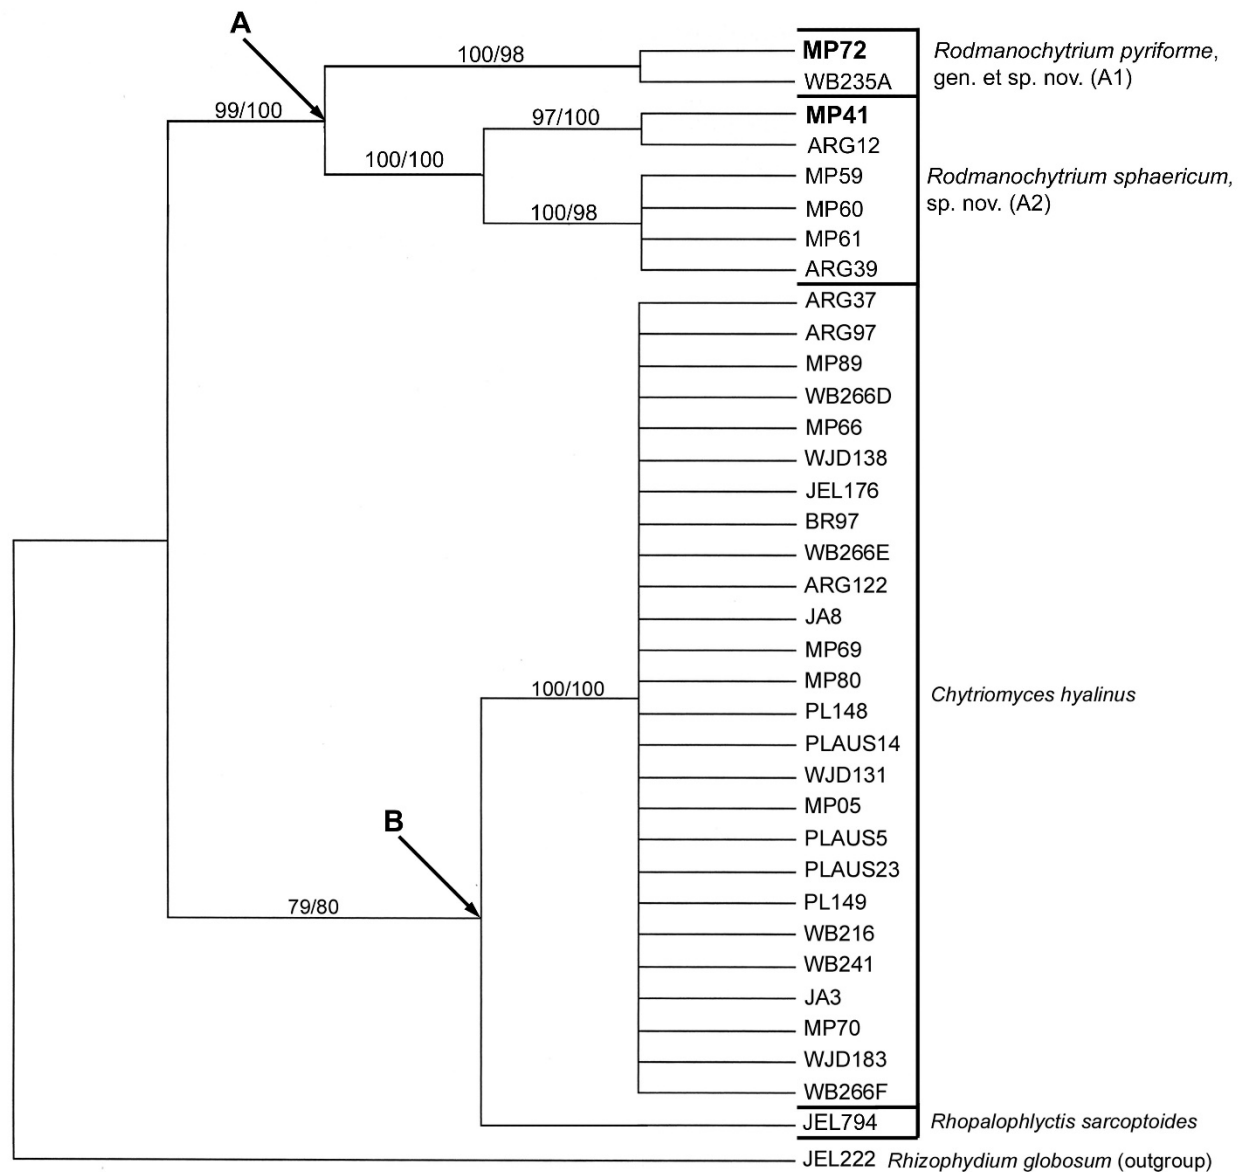 A
100/98
MP72
Rodmanochytrium pyriforme,
gen. et sp. nov. (A1)
WB235A
99/100
97/100
MP41
ARG12
100/100
MP59
Rodmanochytrium sphaericum,
sp. nov. (A2)
100/98
MP60
MP61
ARG39
ARG37
ARG97
MP89
WB266D
MP66
WJD138
JEL176
BR97
WB266E
ARG122
JA8
MP69
MP80
100/100
Chytriomyces hyalinus
PL148
PLAUS14
WJD131
MP05
B
PLAUS5
PLAUS23
PL149
79/80
WB216
WB241
JA3
MP70
WJD183
WB266F
JEL794
Rhopalophlyctis sarcoptoides
JEL222 Rhizophydium globosum (outgroup)